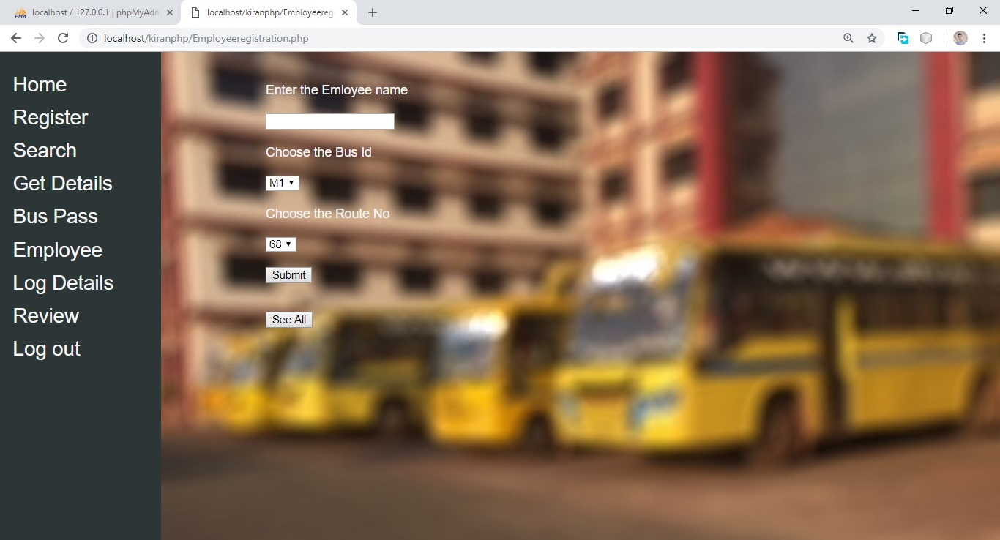 localhost / 127.0.0.1 | phpMyAdm
localhost/kiranphp/Employeereg
localhost/kiranphp/Employeeregistration.php
Home
Register
Search
Get Details
Bus Pass
Employee
Log Details
Review
Log out
Enter the Emloyee name
Choose the Bus Id
M1
Choose the Route No
68
Submit
See All